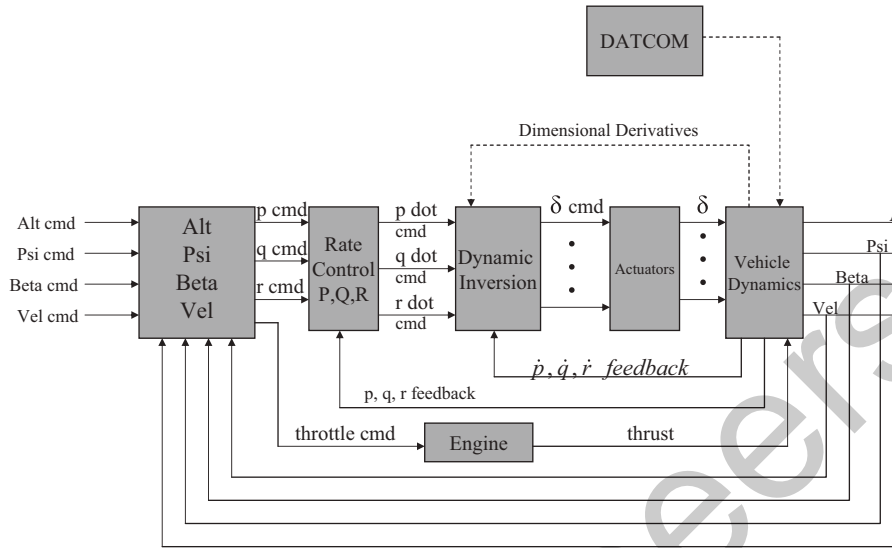 DATCOM
Dimensional Derivatives
Alt cmd
Psi cmd
Beta cmd
Vel cmd
Alt
Psi
Beta
Vel
p cmd
q cmd
r cmd
Rate
Control
P,Q,R
p dot
cmd
q dot
cmd
r dot
cmd
Dynamic
Inversion
δ cmd
Actuators
δ
Vehicle
Dynamics
Psi
Beta
Vel
ṗ, q̇, ṙ feedback
p, q, r feedback
throttle cmd
Engine
thrust
eers